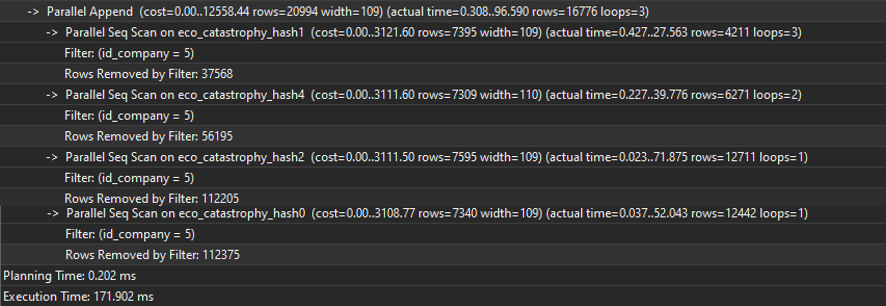 -> Parallel Append (cost=0.00..12558.44 rows=20994 width=109) (actual time=0.308..96.590 rows=16776 loops=3)
-> Parallel Seq Scan on eco_catastrophy_hash1 (cost=0.00..3121.60 rows=7395 width=109) (actual time=0.427..27.563 rows=4211 loops=3)
Filter: (id_company = 5)
Rows Removed by Filter: 37568
-> Parallel Seq Scan on eco_catastrophy_hash4 (cost=0.00..3111.60 rows=7309 width=110) (actual time=0.227..39.776 rows=6271 loops=2)
Filter: (id_company = 5)
Rows Removed by Filter: 56195
-> Parallel Seq Scan on eco_catastrophy_hash2 (cost=0.00..3111.50 rows=7595 width=109) (actual time=0.023..71.875 rows=12711 loops=1)
Filter: (id_company = 5)
Rows Removed by Filter: 112205
-> Parallel Seq Scan on eco_catastrophy_hash0 (cost=0.00..3108.77 rows=7340 width=109) (actual time=0.037..52.043 rows=12442 loops=1)
Filter: (id_company = 5)
Rows Removed by Filter: 112375
Planning Time: 0.202 ms
Execution Time: 171.902 ms